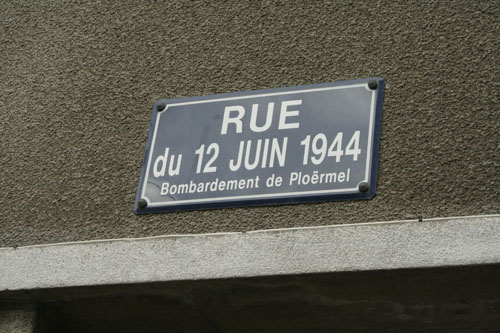 RUE
du 12 JUIN 1944
Bombardement de Ploërmel